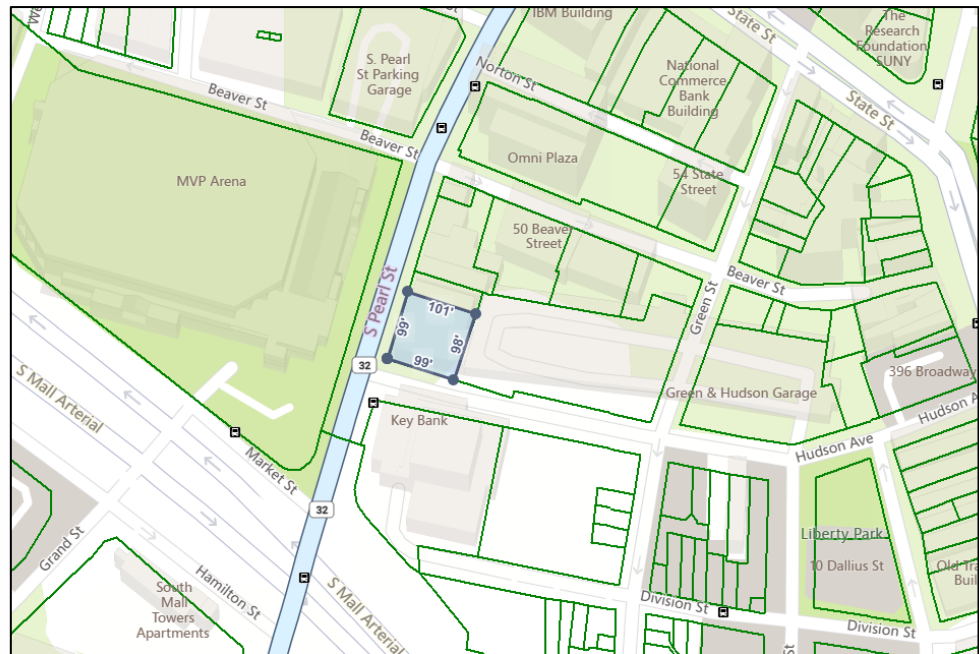 IBM Building
State St
The
Research
Foundation
SUNY
S. Pearl
St Parking
Garage
Norton St
National
Commerce
Bank
Building
Beaver St
State St
Beaver St
Omni Plaza
MVP Arena
54 State
Street
50 Beaver
Street
Beaver St
S Pearl St
Green St
101'
99'
98'
99'
32
396 Broadway
S Mall Arterial
Green & Hudson Garage
Key Bank
Hudson Ave
Market St
32
Liberty Park
Grand St
10 Dallius St
Hamilton St
South
Mall
Towers
Apartments
S Mall Arterial
Division St
Division St
St